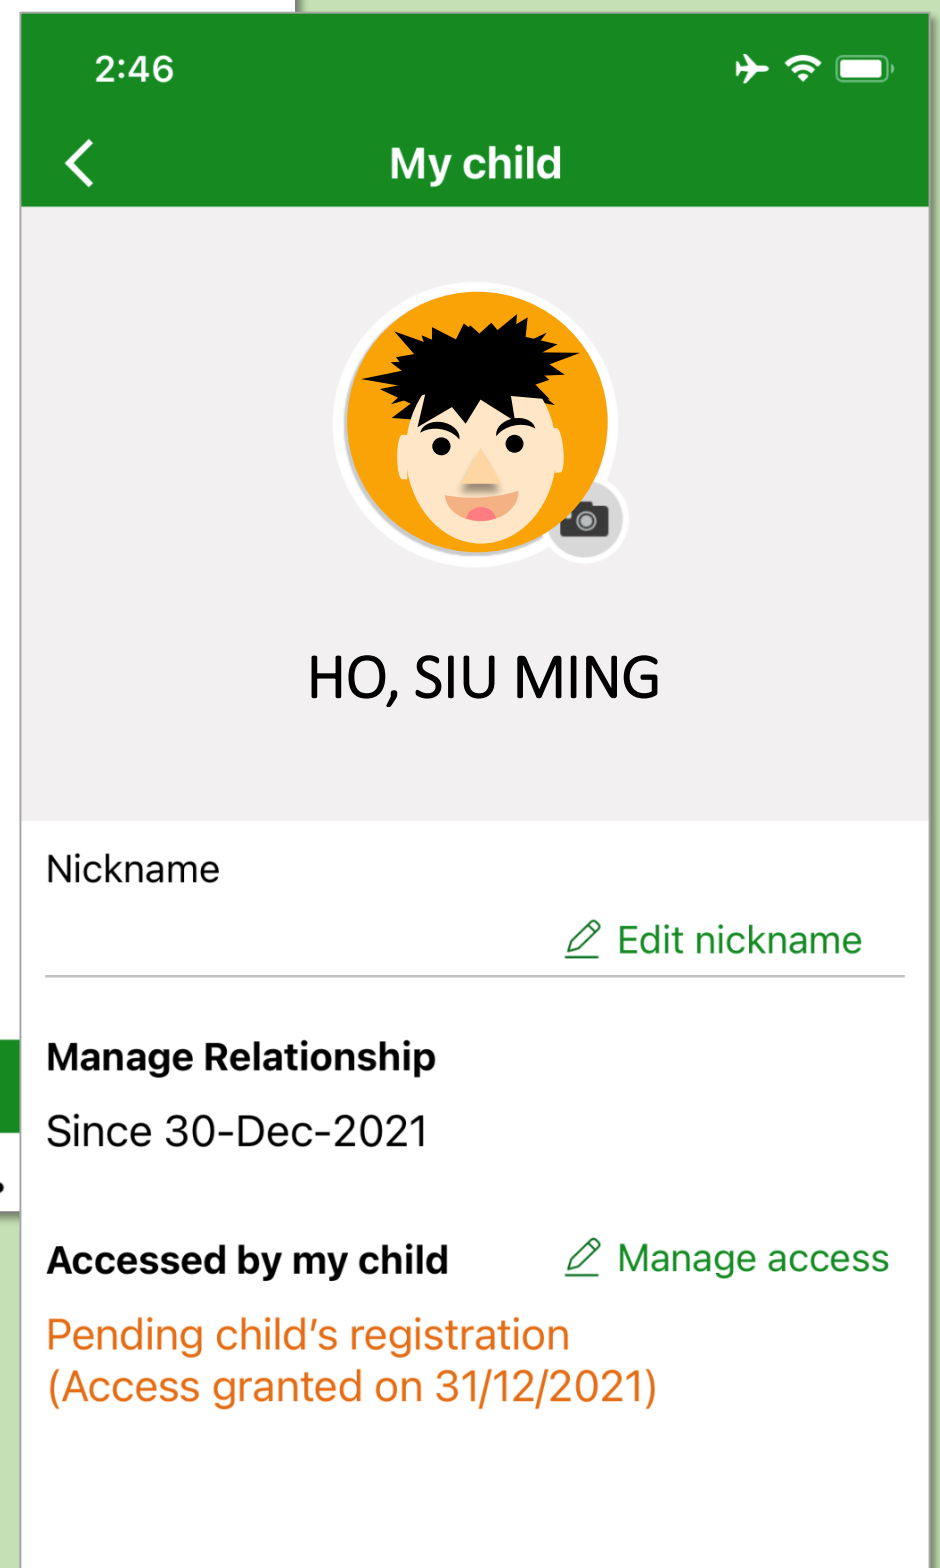 2:46
My child
HO, SIU MING
Nickname
Edit nickname
Manage Relationship
Since 30-Dec-2021
Accessed by my child
Manage access
Pending child’s registration
(Access granted on 31/12/2021)